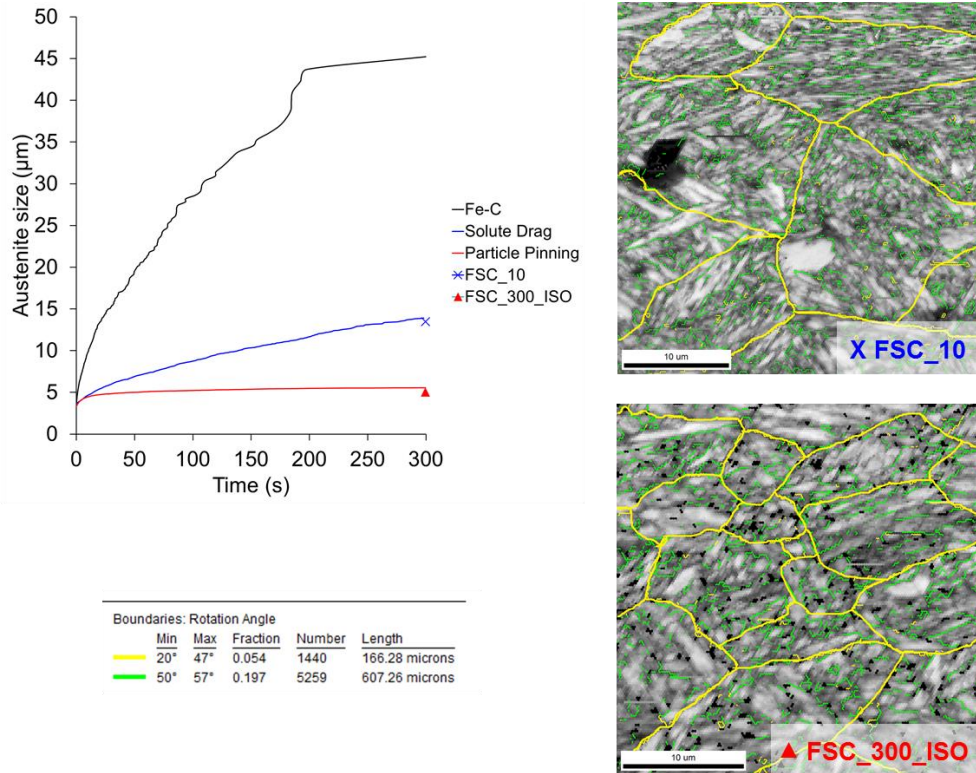 Austenite size (μm)
45
40
35
30
25
20
15
10
5
0
0 50 100 150 200 250 300
Time (s)
Fe-C
Solute Drag
Particle Pinning
FSC_10
FSC_300_ISO
10 um
X FSC_10
10 um
▲ FSC_300_ISO
Boundaries: Rotation Angle
Min Max Fraction Number Length
20° 47° 0.054 1440 166.28 microns
50° 57° 0.197 5259 607.26 microns